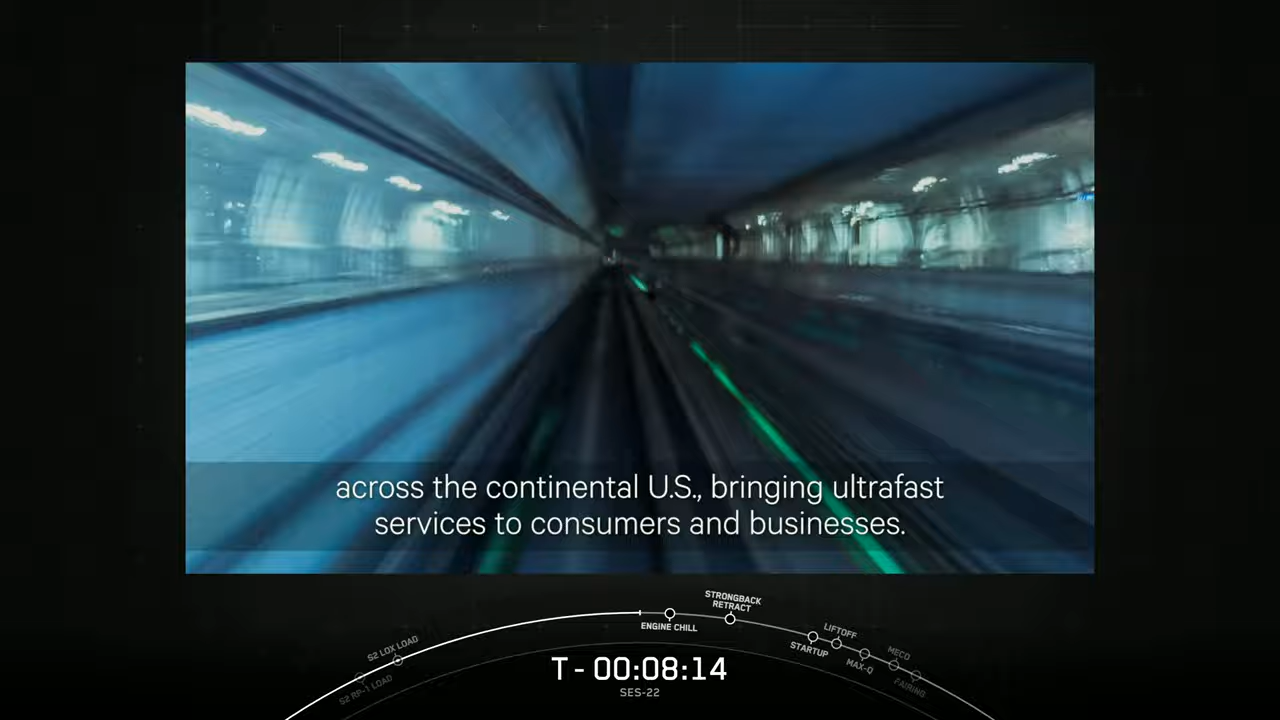 across the continental U.S., bringing ultrafast
services to consumers and businesses.
STRONGBACK
RETRACT
ENGINE CHILL
LIFTOFF
STARTUP
MECO
MAX-Q
FAIRING
S2 LOX LOAD
S2 RP-1 LOAD
T - 00:08:14
SES-22